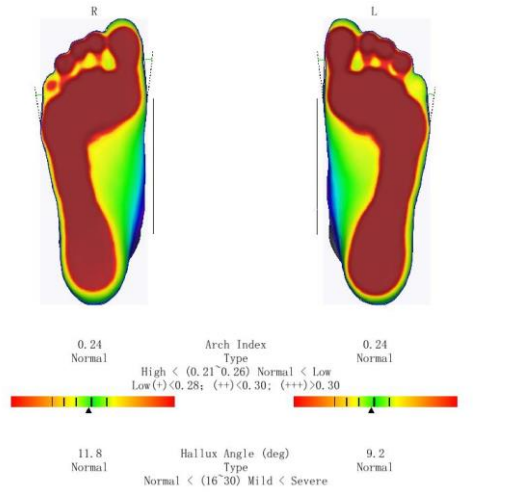 R L
0.24 Arch Index 0.24
Normal Type Normal
High < (0.21~0.26) Normal < Low
Low(+)<0.28; (++)<0.30; (+++)>0.30
11.8 Hallux Angle (deg) 9.2
Normal Type Normal
Normal < (16~30) Mild < Severe